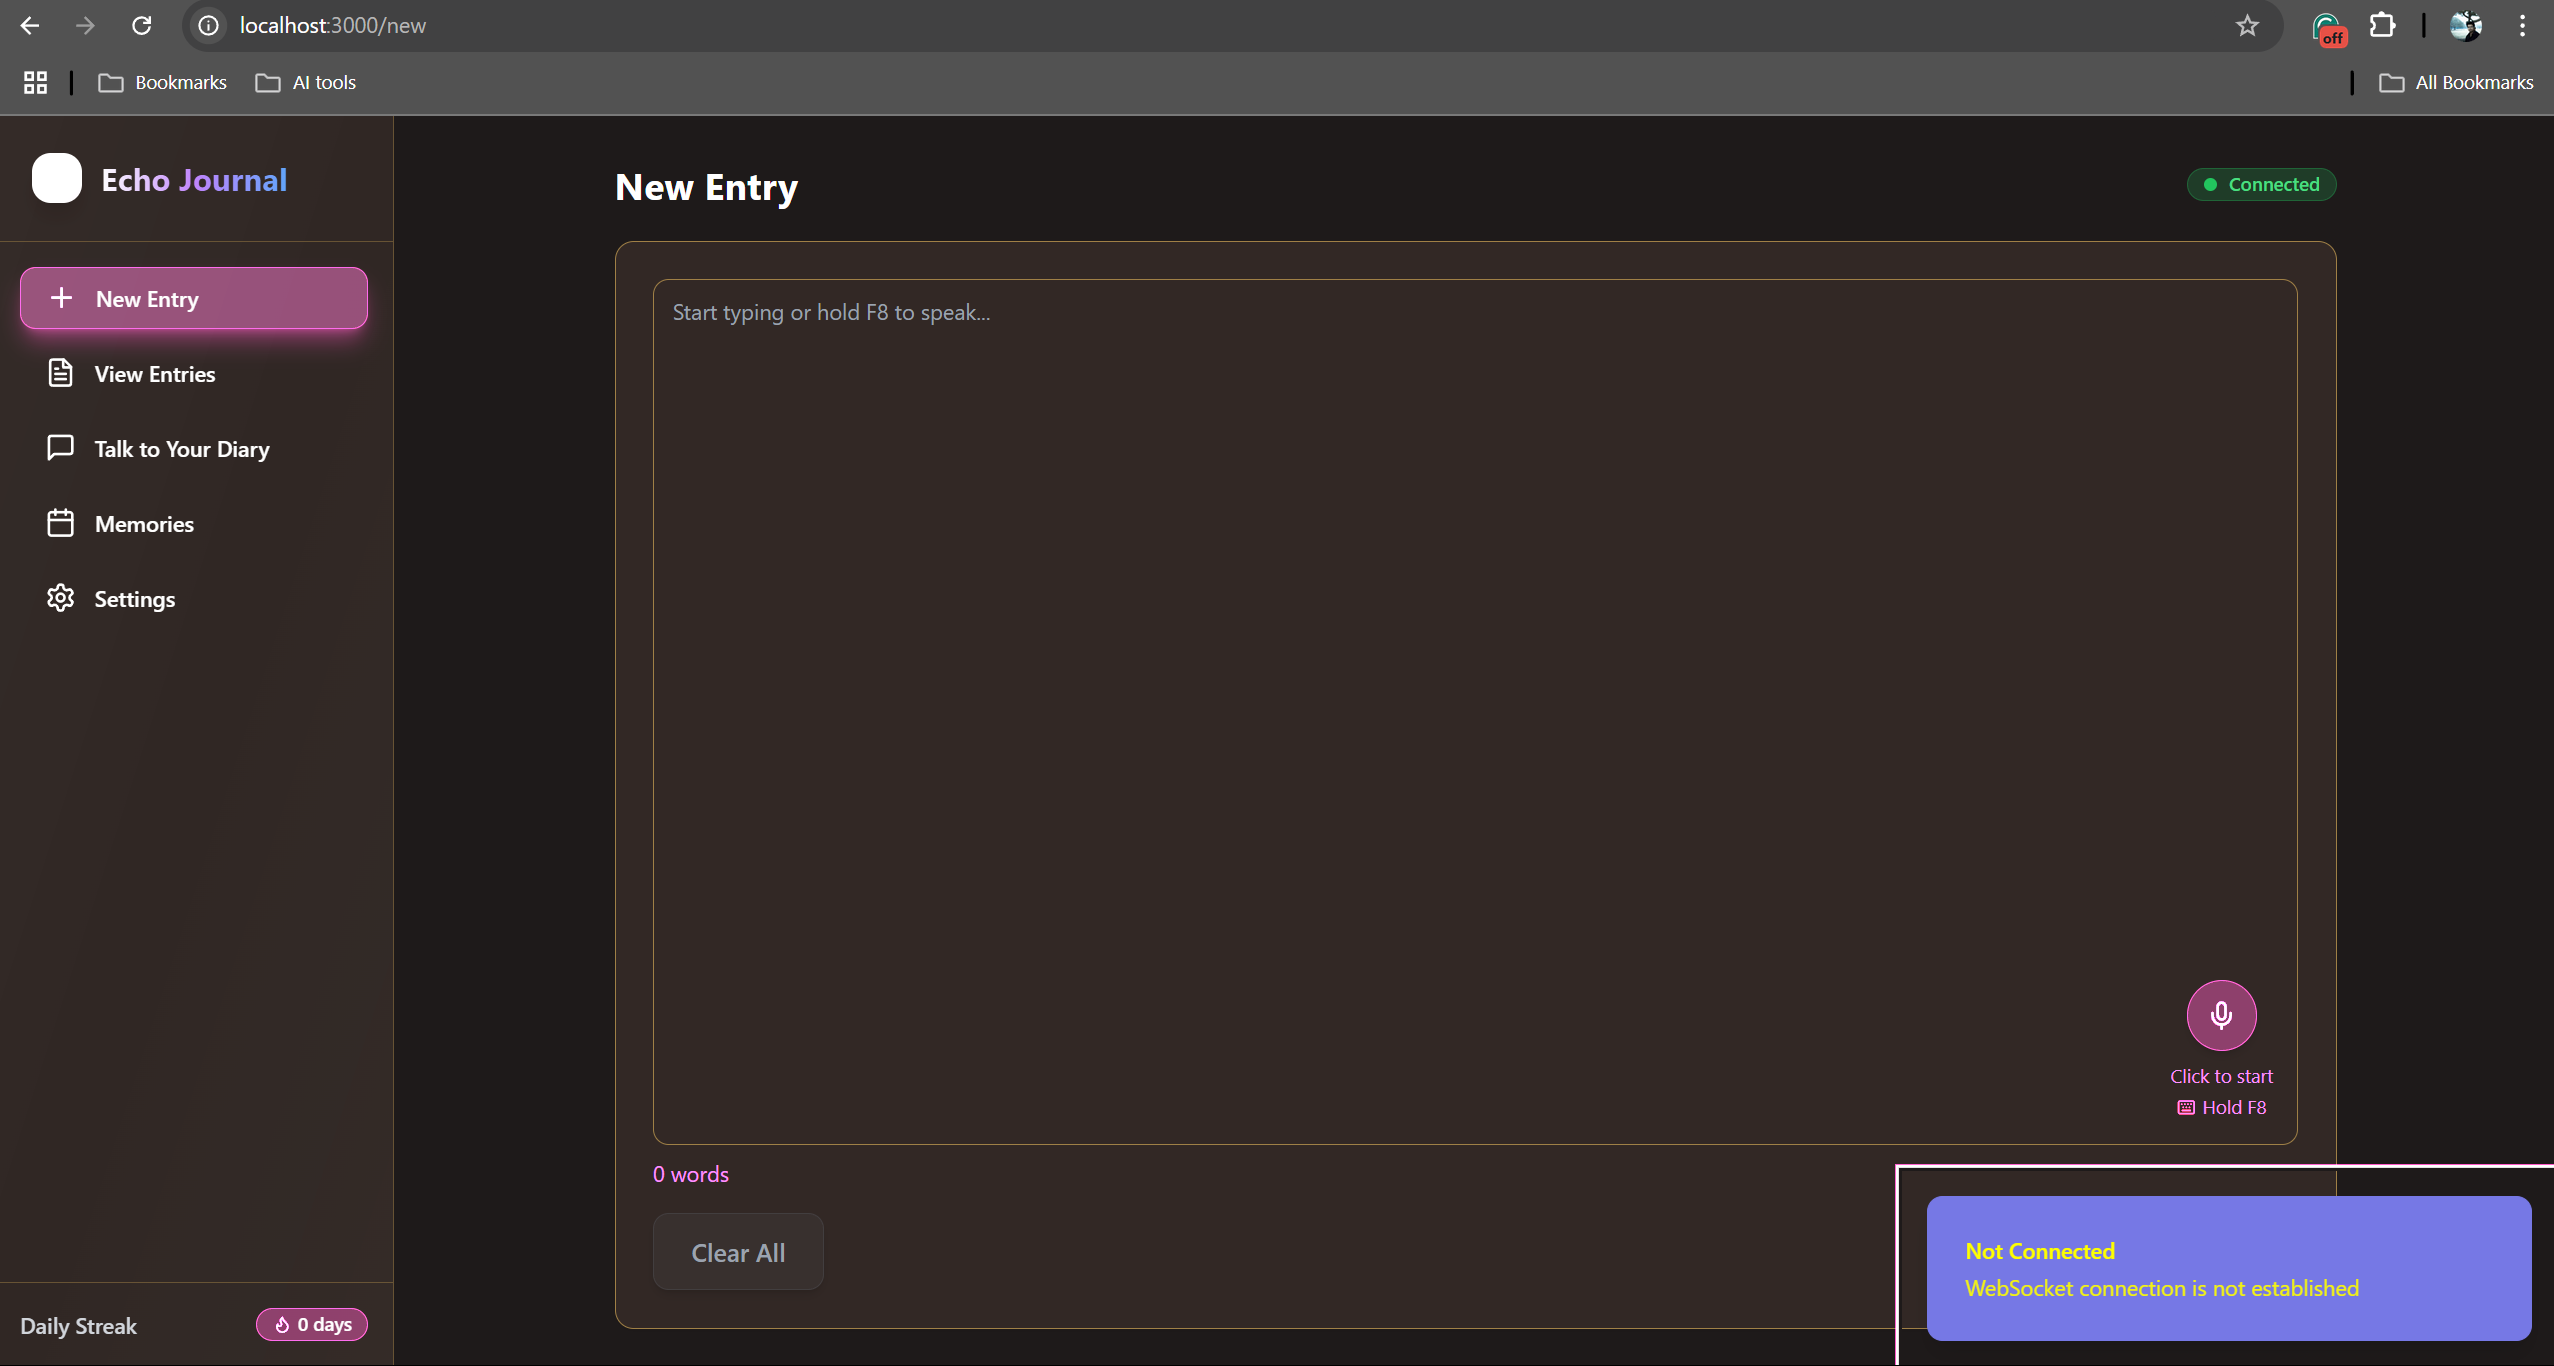 localhost:3000/new
off
Bookmarks
AI tools
All Bookmarks
Echo Journal
New Entry
View Entries
Talk to Your Diary
Memories
Settings
Daily Streak
0 days
New Entry
Connected
Start typing or hold F8 to speak...
Click to start
Hold F8
0 words
Clear All
Not Connected
WebSocket connection is not established